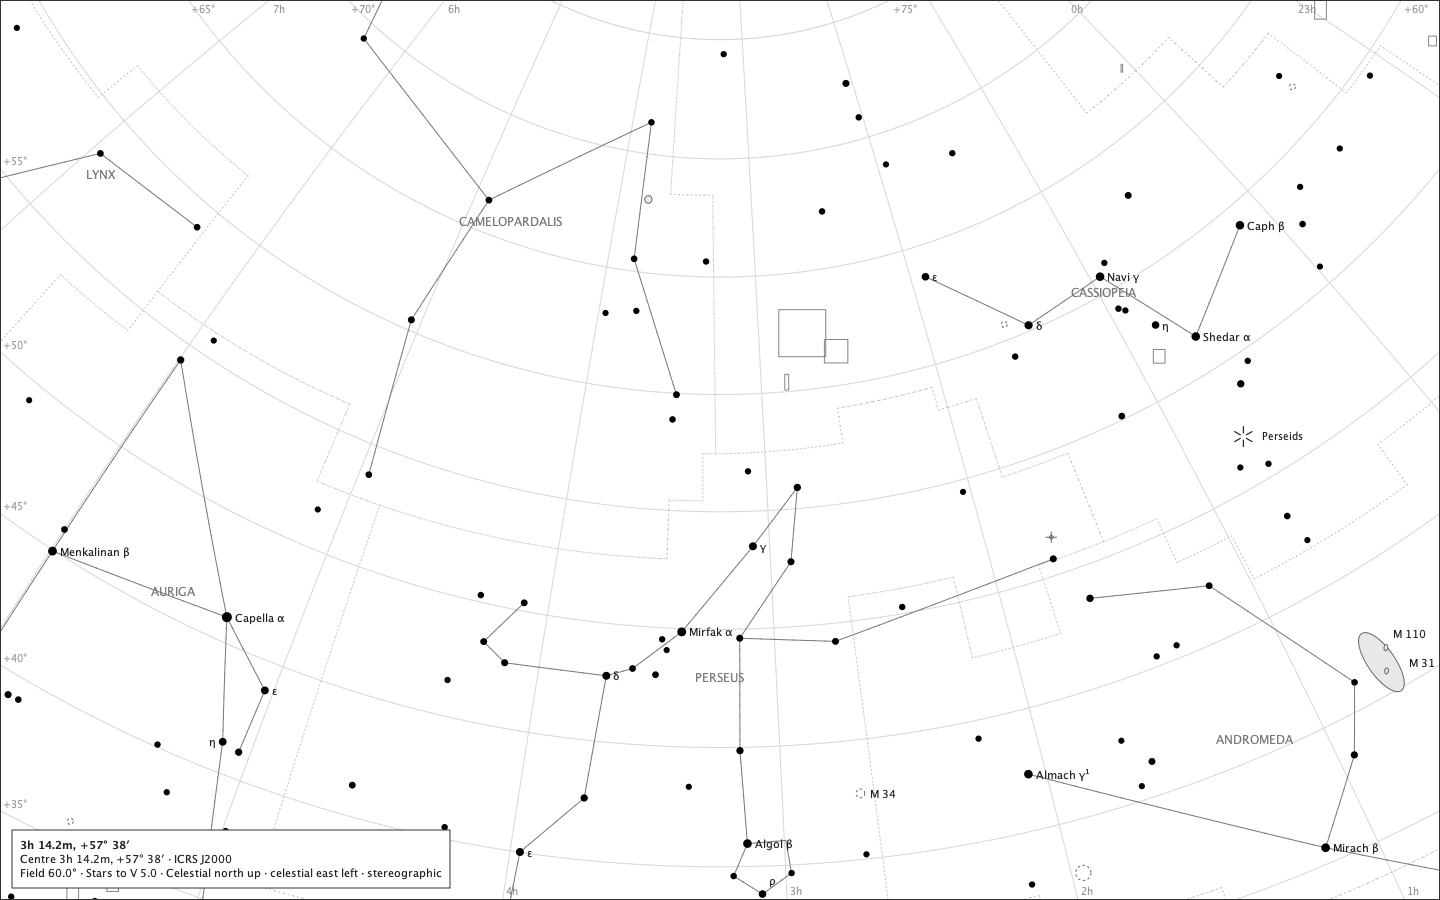 +65°
7h
+70°
6h
+75°
0h
23h
+60°
+55°
LYNX
CAMELOPARDALIS
Caph β
ε
Navi γ
CASSIOPEIA
δ
η
Shedar α
+50°
Perseids
+45°
γ
Menkalinan β
AURIGA
Capella α
Mirfak α
M 110
M 31
+40°
δ
PERSEUS
ε
η
ANDROMEDA
Almach γ¹
M 34
+35°
Algol β
Mirach β
ε
ρ
3h 14.2m, +57° 38′
Centre 3h 14.2m, +57° 38′ · ICRS J2000
Field 60.0° · Stars to V 5.0 · Celestial north up · celestial east left · stereographic
4h
3h
2h
1h